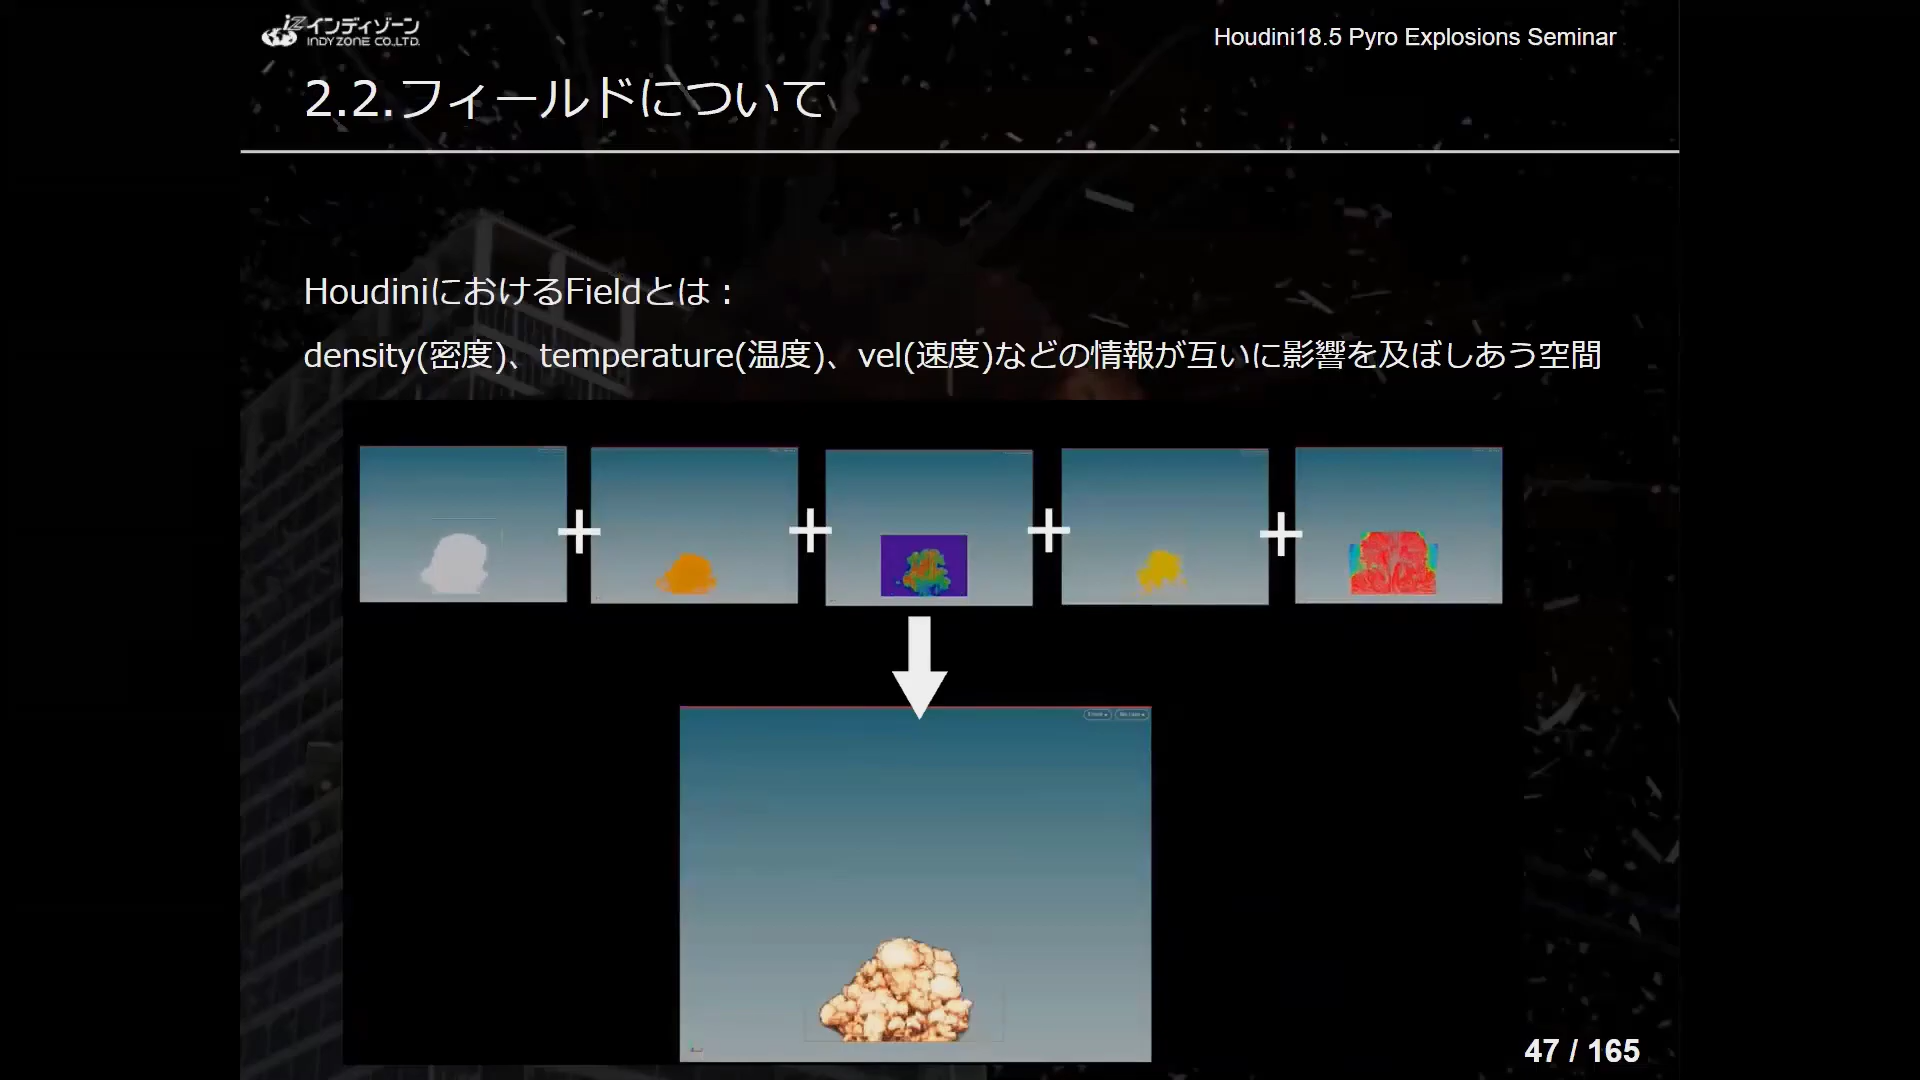 インディゾーン
INDYZONE CO.,LTD.
Houdini18.5 Pyro Explosions Seminar
2.2.フィールドについて
HoudiniにおけるFieldとは：
density(密度)、temperature(温度)、vel(速度)などの情報が互いに影響を及ぼしあう空間
47 / 165